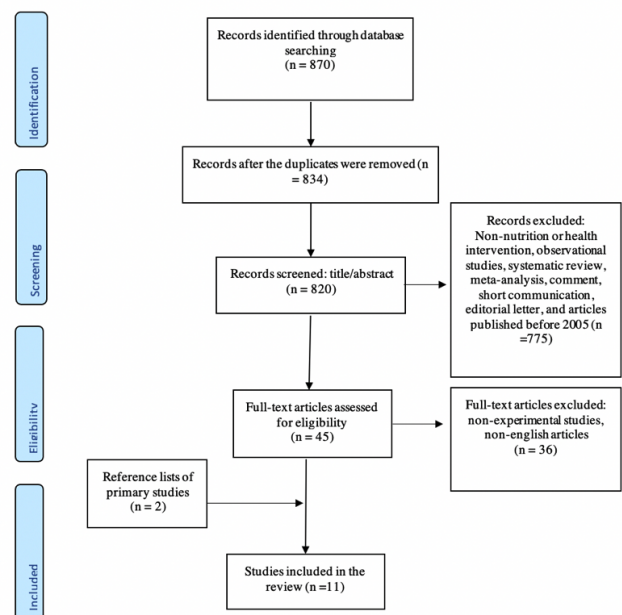 Identification
Records identified through database
searching
(n = 870)
Records after the duplicates were removed (n
= 834)
Screening
Records screened: title/abstract
(n = 820)
Records excluded:
Non-nutrition or health
intervention, observational
studies, systematic review,
meta-analysis, comment,
short communication,
editorial letter, and articles
published before 2005 (n
=775)
Eligibility
Full-text articles assessed
for eligibility
(n = 45)
Full-text articles excluded:
non-experimental studies,
non-english articles
(n = 36)
Reference lists of
primary studies
(n = 2)
Included
Studies included in the
review (n =11)